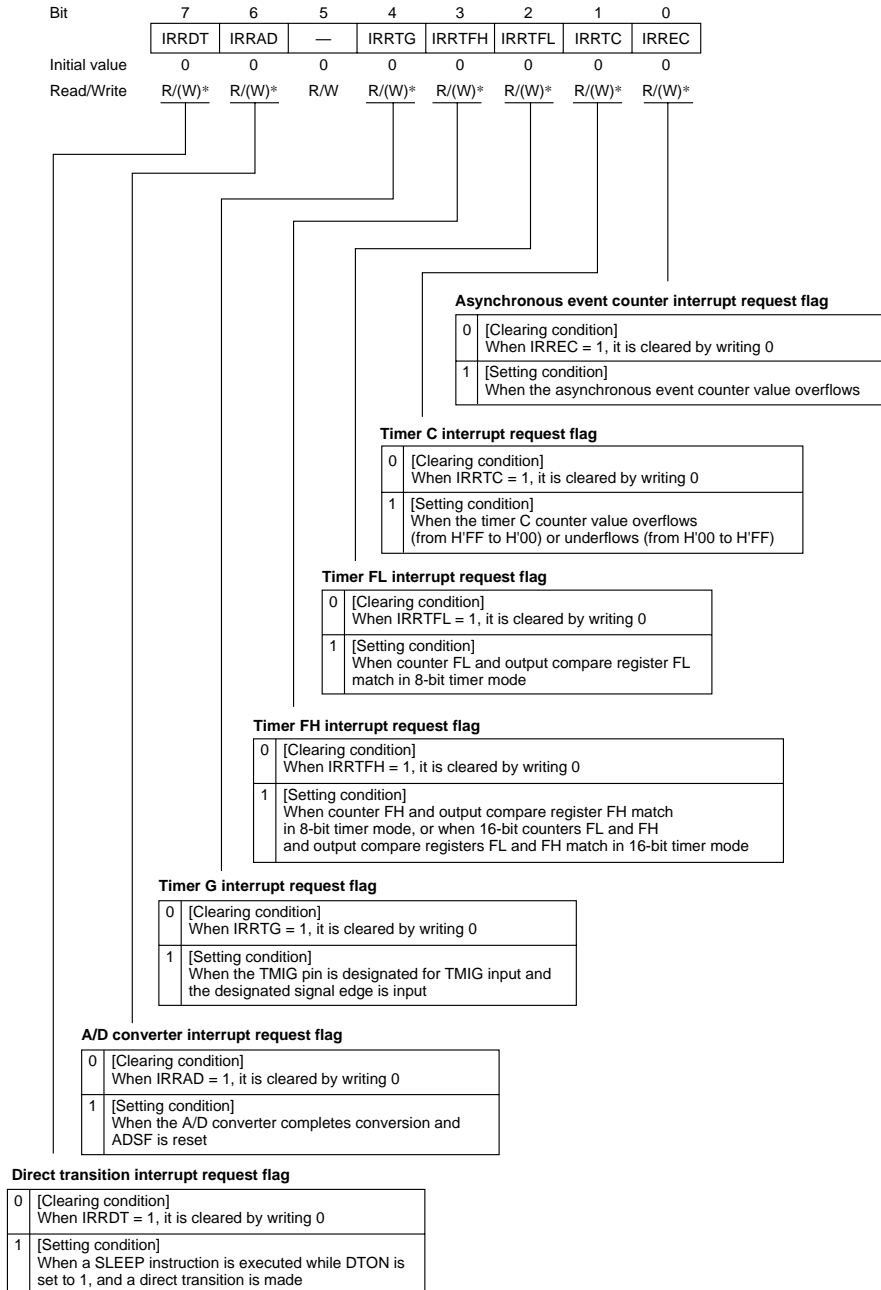 Bit 7 6 5 4 3 2 1 0
IRRDT IRRAD — IRRTG IRRTFH IRRTFL IRRTC IRREC
Initial value 0 0 0 0 0 0 0 0
Read/Write R/(W)* R/(W)* R/W R/(W)* R/(W)* R/(W)* R/(W)* R/(W)*
Asynchronous event counter interrupt request flag
0 [Clearing condition]
When IRREC = 1, it is cleared by writing 0
1 [Setting condition]
When the asynchronous event counter value overflows
Timer C interrupt request flag
0 [Clearing condition]
When IRRTC = 1, it is cleared by writing 0
1 [Setting condition]
When the timer C counter value overflows
(from H'FF to H'00) or underflows (from H'00 to H'FF)
Timer FL interrupt request flag
0 [Clearing condition]
When IRRTFL = 1, it is cleared by writing 0
1 [Setting condition]
When counter FL and output compare register FL
match in 8-bit timer mode
Timer FH interrupt request flag
0 [Clearing condition]
When IRRTFH = 1, it is cleared by writing 0
1 [Setting condition]
When counter FH and output compare register FH match
in 8-bit timer mode, or when 16-bit counters FL and FH
and output compare registers FL and FH match in 16-bit timer mode
Timer G interrupt request flag
0 [Clearing condition]
When IRRTG = 1, it is cleared by writing 0
1 [Setting condition]
When the TMIG pin is designated for TMIG input and
the designated signal edge is input
A/D converter interrupt request flag
0 [Clearing condition]
When IRRAD = 1, it is cleared by writing 0
1 [Setting condition]
When the A/D converter completes conversion and
ADSF is reset
Direct transition interrupt request flag
0 [Clearing condition]
When IRRDT = 1, it is cleared by writing 0
1 [Setting condition]
When a SLEEP instruction is executed while DTON is
set to 1, and a direct transition is made